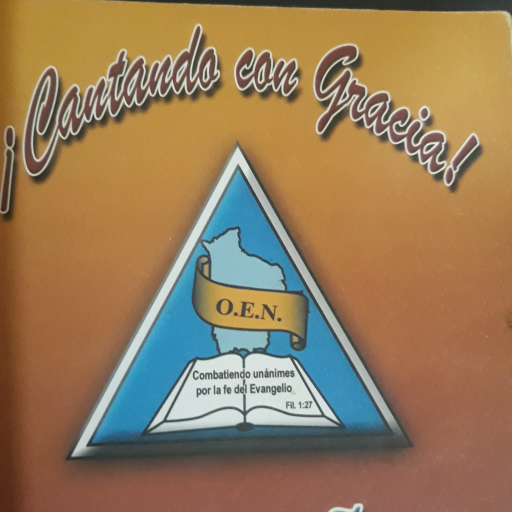 ¡Cantando con Gracia!
O.E.N.
Combatiendo unánimes
por la fe del Evangelio
Fil. 1:27